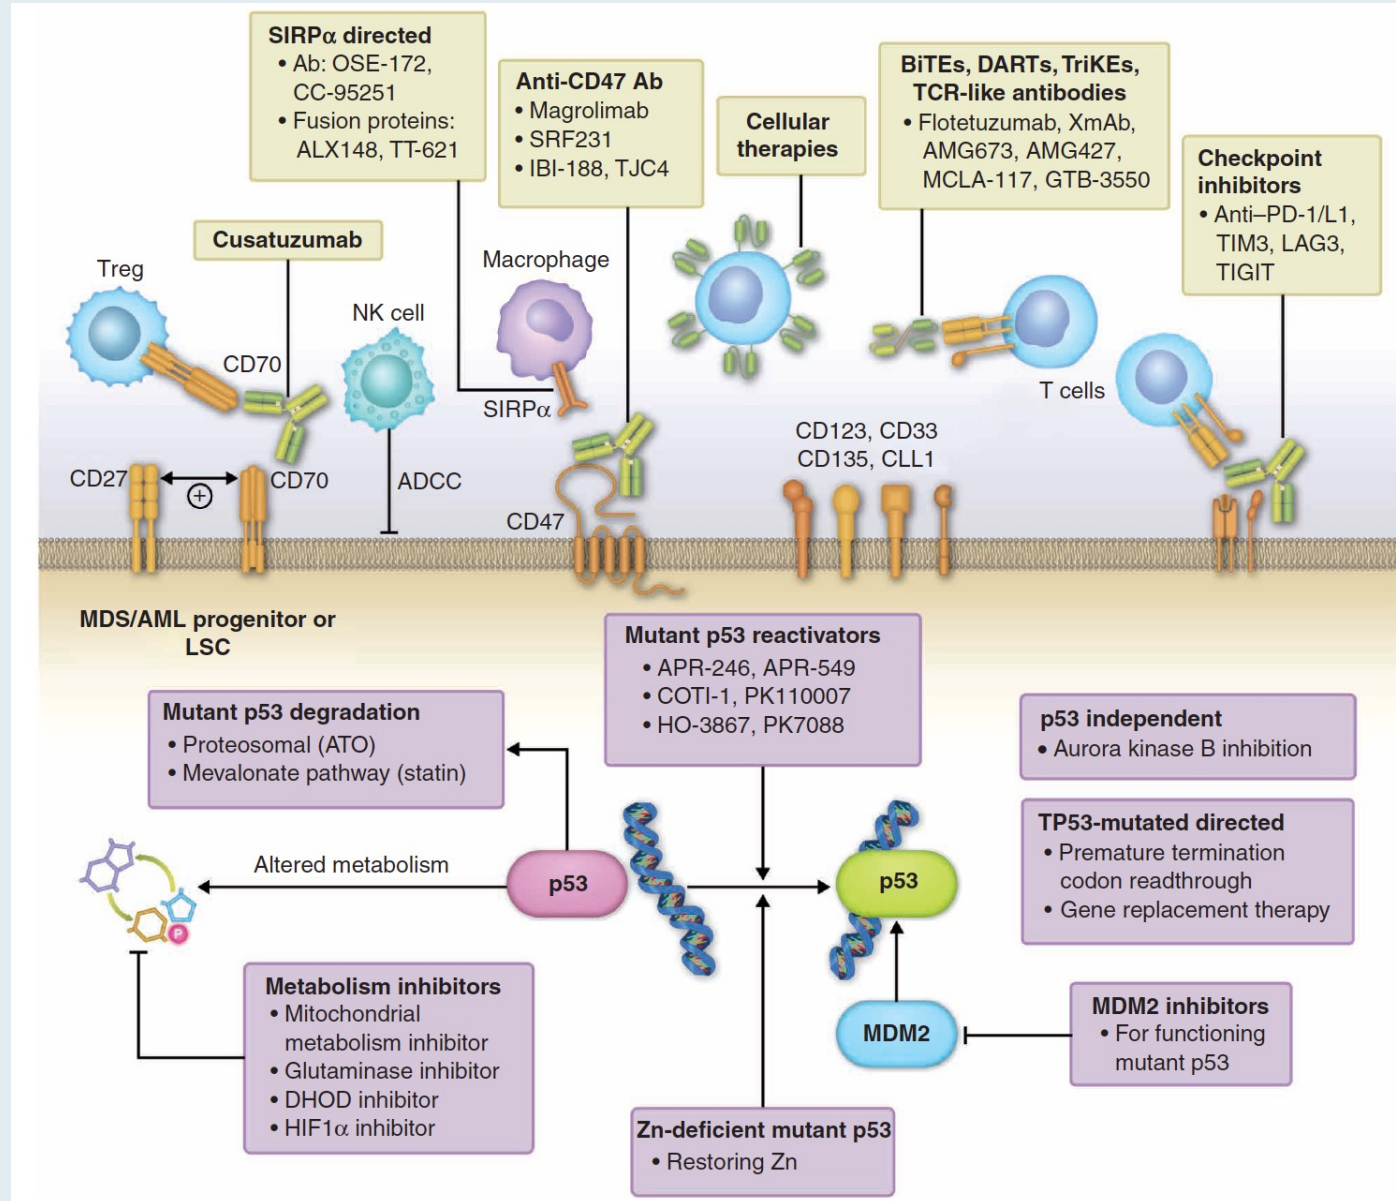 SIRPα directed
• Ab: OSE-172,
CC-95251
• Fusion proteins:
ALX148, TT-621
Anti-CD47 Ab
• Magrolimab
• SRF231
• IBI-188, TJC4
Cellular
therapies
BiTEs, DARTs, TriKEs,
TCR-like antibodies
• Flotetuzumab, XmAb,
AMG673, AMG427,
MCLA-117, GTB-3550
Checkpoint
inhibitors
• Anti–PD-1/L1,
TIM3, LAG3,
TIGIT
Cusatuzumab
Treg
NK cell
Macrophage
CD70
SIRPα
T cells
CD123, CD33
CD135, CLL1
CD27
+
CD70
ADCC
CD47
MDS/AML progenitor or
LSC
Mutant p53 reactivators
• APR-246, APR-549
• COTI-1, PK110007
• HO-3867, PK7088
Mutant p53 degradation
• Proteosomal (ATO)
• Mevalonate pathway (statin)
p53 independent
• Aurora kinase B inhibition
TP53-mutated directed
• Premature termination
codon readthrough
• Gene replacement therapy
Altered metabolism
p53
p53
P
Metabolism inhibitors
• Mitochondrial
metabolism inhibitor
• Glutaminase inhibitor
• DHOD inhibitor
• HIF1α inhibitor
MDM2
MDM2 inhibitors
• For functioning
mutant p53
Zn-deficient mutant p53
• Restoring Zn